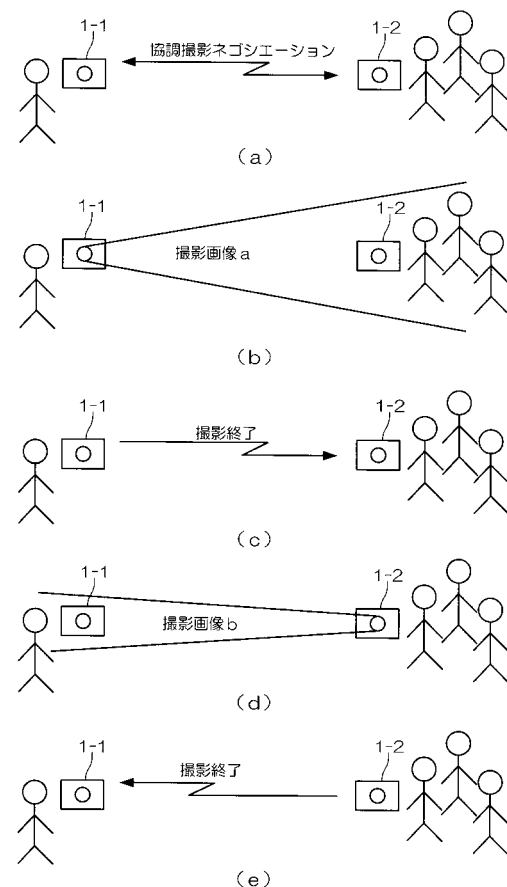 1-1
1-2
協調撮影ネゴシエーション
(a)
1-1
1-2
撮影画像a
(b)
1-1
1-2
撮影終了
(c)
1-1
1-2
撮影画像b
(d)
1-1
1-2
撮影終了
(e)